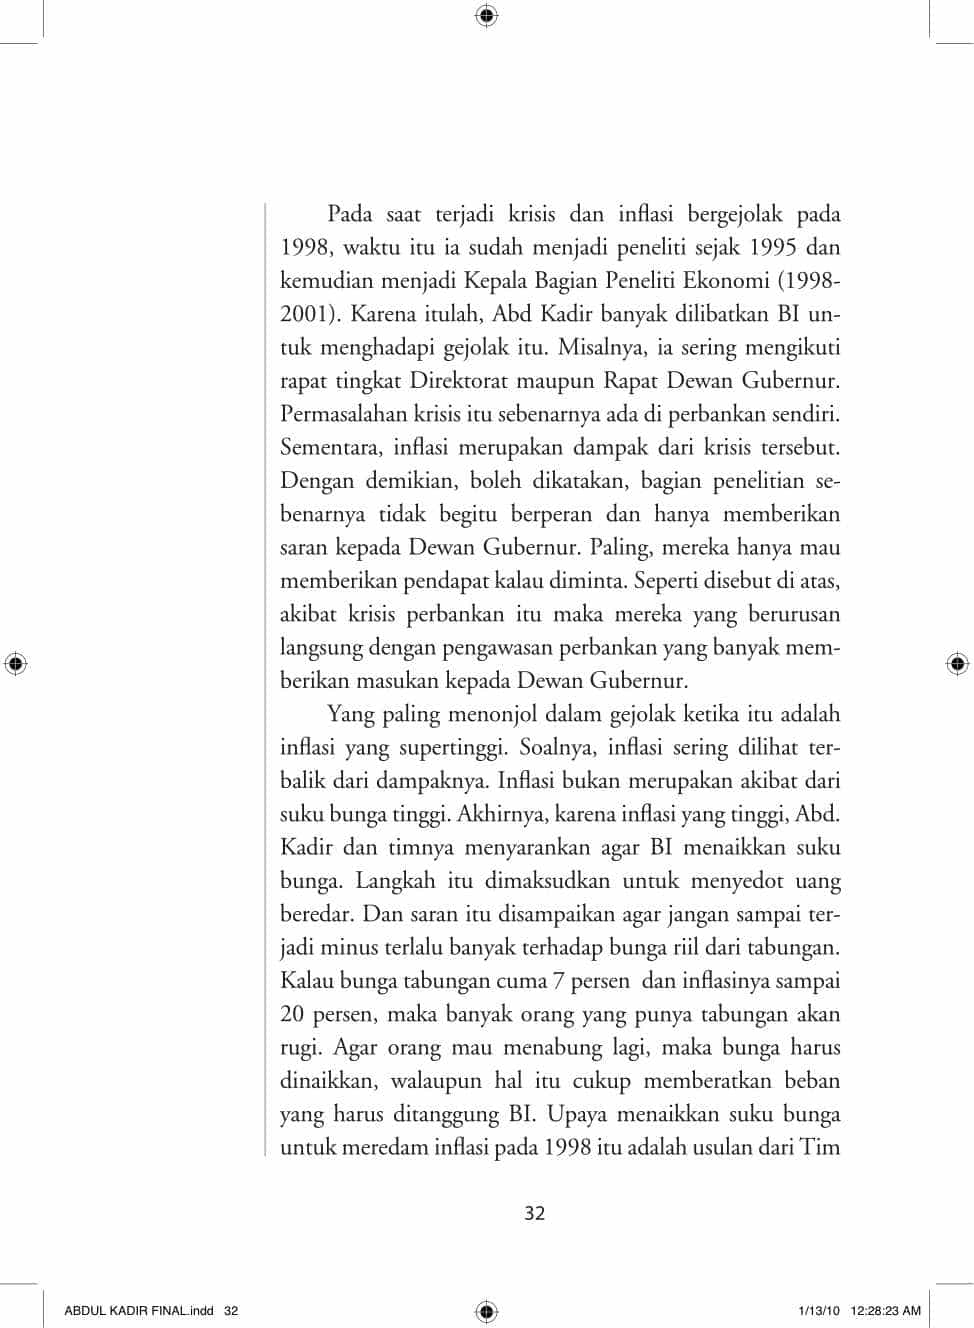 Pada saat terjadi krisis dan inflasi bergejolak pada
1998, waktu itu ia sudah menjadi peneliti sejak 1995 dan
kemudian menjadi Kepala Bagian Peneliti Ekonomi (1998-
2001). Karena itulah, Abd Kadir banyak dilibatkan BI un-
tuk menghadapi gejolak itu. Misalnya, ia sering mengikuti
rapat tingkat Direktorat maupun Rapat Dewan Gubernur.
Permasalahan krisis itu sebenarnya ada di perbankan sendiri.
Sementara, inflasi merupakan dampak dari krisis tersebut.
Dengan demikian, boleh dikatakan, bagian penelitian se-
benarnya tidak begitu berperan dan hanya memberikan
saran kepada Dewan Gubernur. Paling, mereka hanya mau
memberikan pendapat kalau diminta. Seperti disebut di atas,
akibat krisis perbankan itu maka mereka yang berurusan
langsung dengan pengawasan perbankan yang banyak mem-
berikan masukan kepada Dewan Gubernur.
Yang paling menonjol dalam gejolak ketika itu adalah
inflasi yang supertinggi. Soalnya, inflasi sering dilihat ter-
balik dari dampaknya. Inflasi bukan merupakan akibat dari
suku bunga tinggi. Akhirnya, karena inflasi yang tinggi, Abd.
Kadir dan timnya menyarankan agar BI menaikkan suku
bunga. Langkah itu dimaksudkan untuk menyedot uang
beredar. Dan saran itu disampaikan agar jangan sampai ter-
jadi minus terlalu banyak terhadap bunga riil dari tabungan.
Kalau bunga tabungan cuma 7 persen  dan inflasinya sampai
20 persen, maka banyak orang yang punya tabungan akan
rugi. Agar orang mau menabung lagi, maka bunga harus
dinaikkan, walaupun hal itu cukup memberatkan beban
yang harus ditanggung BI. Upaya menaikkan suku bunga
untuk meredam inflasi pada 1998 itu adalah usulan dari Tim
32
ABDUL KADIR FINAL.indd   32
1/13/10   12:28:23 AM